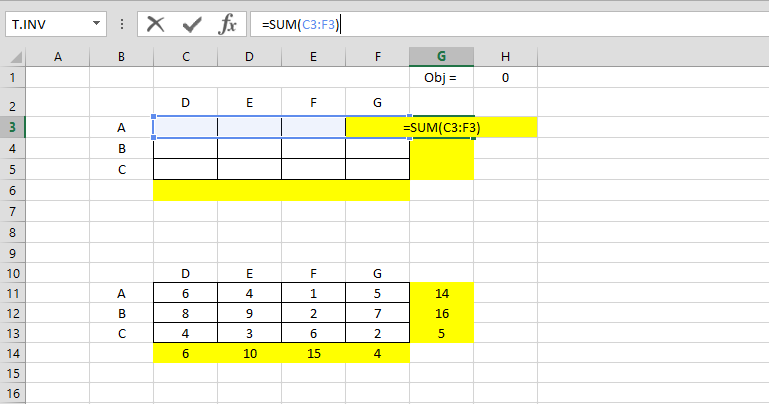 T.INV fx =SUM(C3:F3)
A B C D E F G H
1 Obj = 0
2 D E F G
3 A =SUM(C3:F3)
4 B
5 C
6
7
8
9
10 D E F G
11 A 6 4 1 5 14
12 B 8 9 2 7 16
13 C 4 3 6 2 5
14 6 10 15 4
15
16